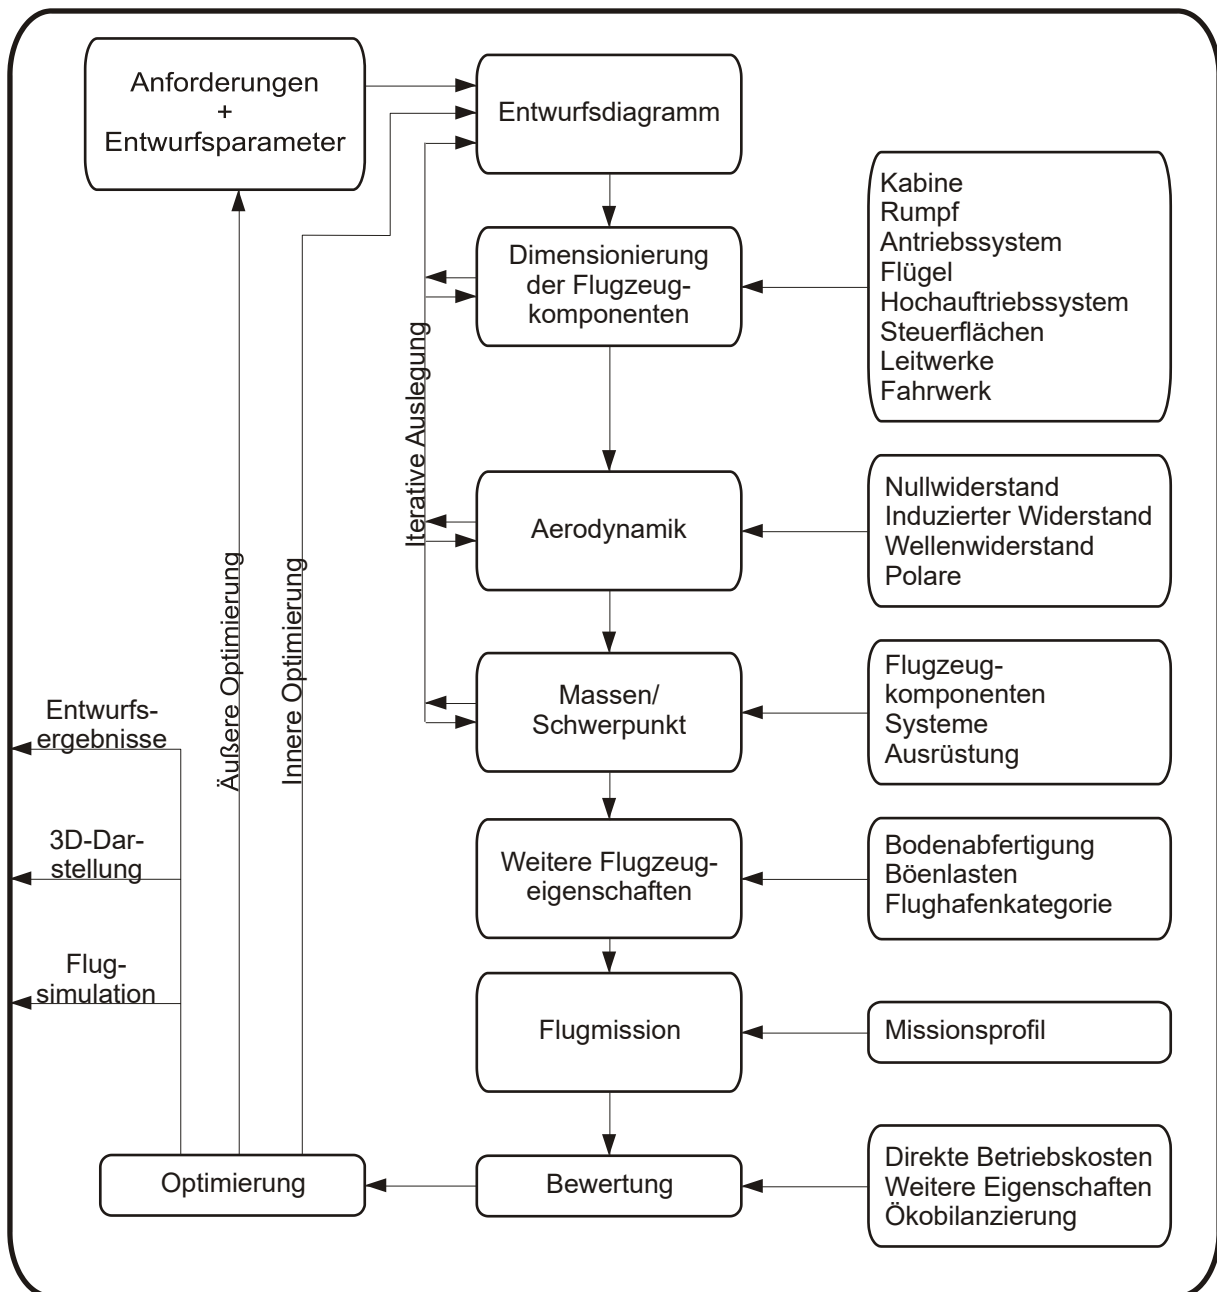 Anforderungen
+
Entwurfsparameter
Entwurfsdiagramm
Kabine
Rumpf
Antriebssystem
Flügel
Hochauftriebssystem
Steuerflächen
Leitwerke
Fahrwerk
Dimensionierung
der Flugzeug-
komponenten
Iterative Auslegung
Aerodynamik
Nullwiderstand
Induzierter Widerstand
Wellenwiderstand
Polare
Äußere Optimierung
Innere Optimierung
Massen/
Schwerpunkt
Flugzeug-
komponenten
Systeme
Ausrüstung
Entwurfs-
ergebnisse
3D-Dar-
stellung
Flug-
simulation
Weitere Flugzeug-
eigenschaften
Bodenabfertigung
Böenlasten
Flughafenkategorie
Flugmission
Missionsprofil
Optimierung
Bewertung
Direkte Betriebskosten
Weitere Eigenschaften
Ökobilanzierung